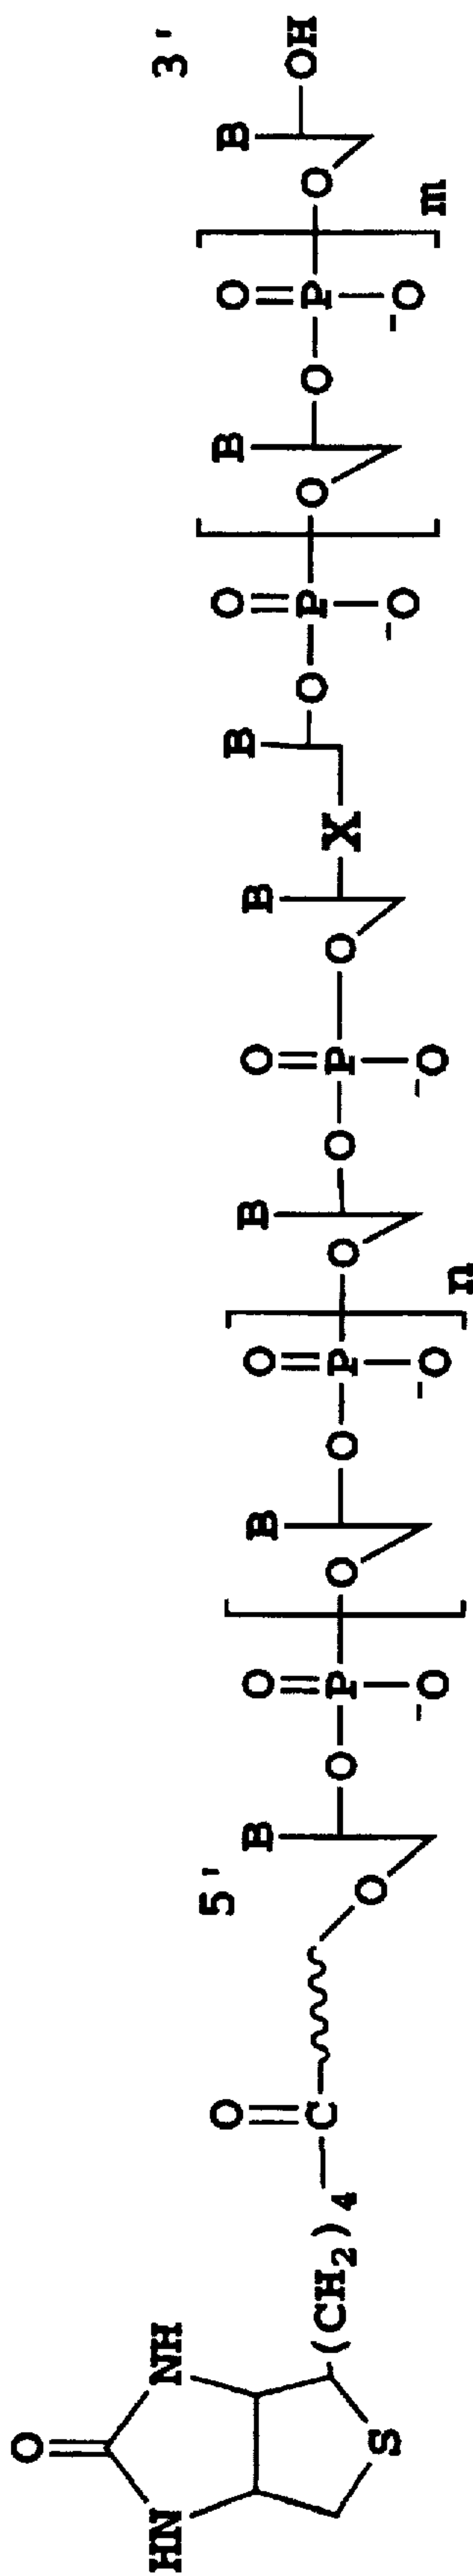 O
HN NH
S
(CH₂)₄
O
C
5' 3'
O O O O O
B B B B B B B
O O P O O P O O P O X O P O O P O OH
⁻O ⁻O ⁻O ⁻O ⁻O
n m